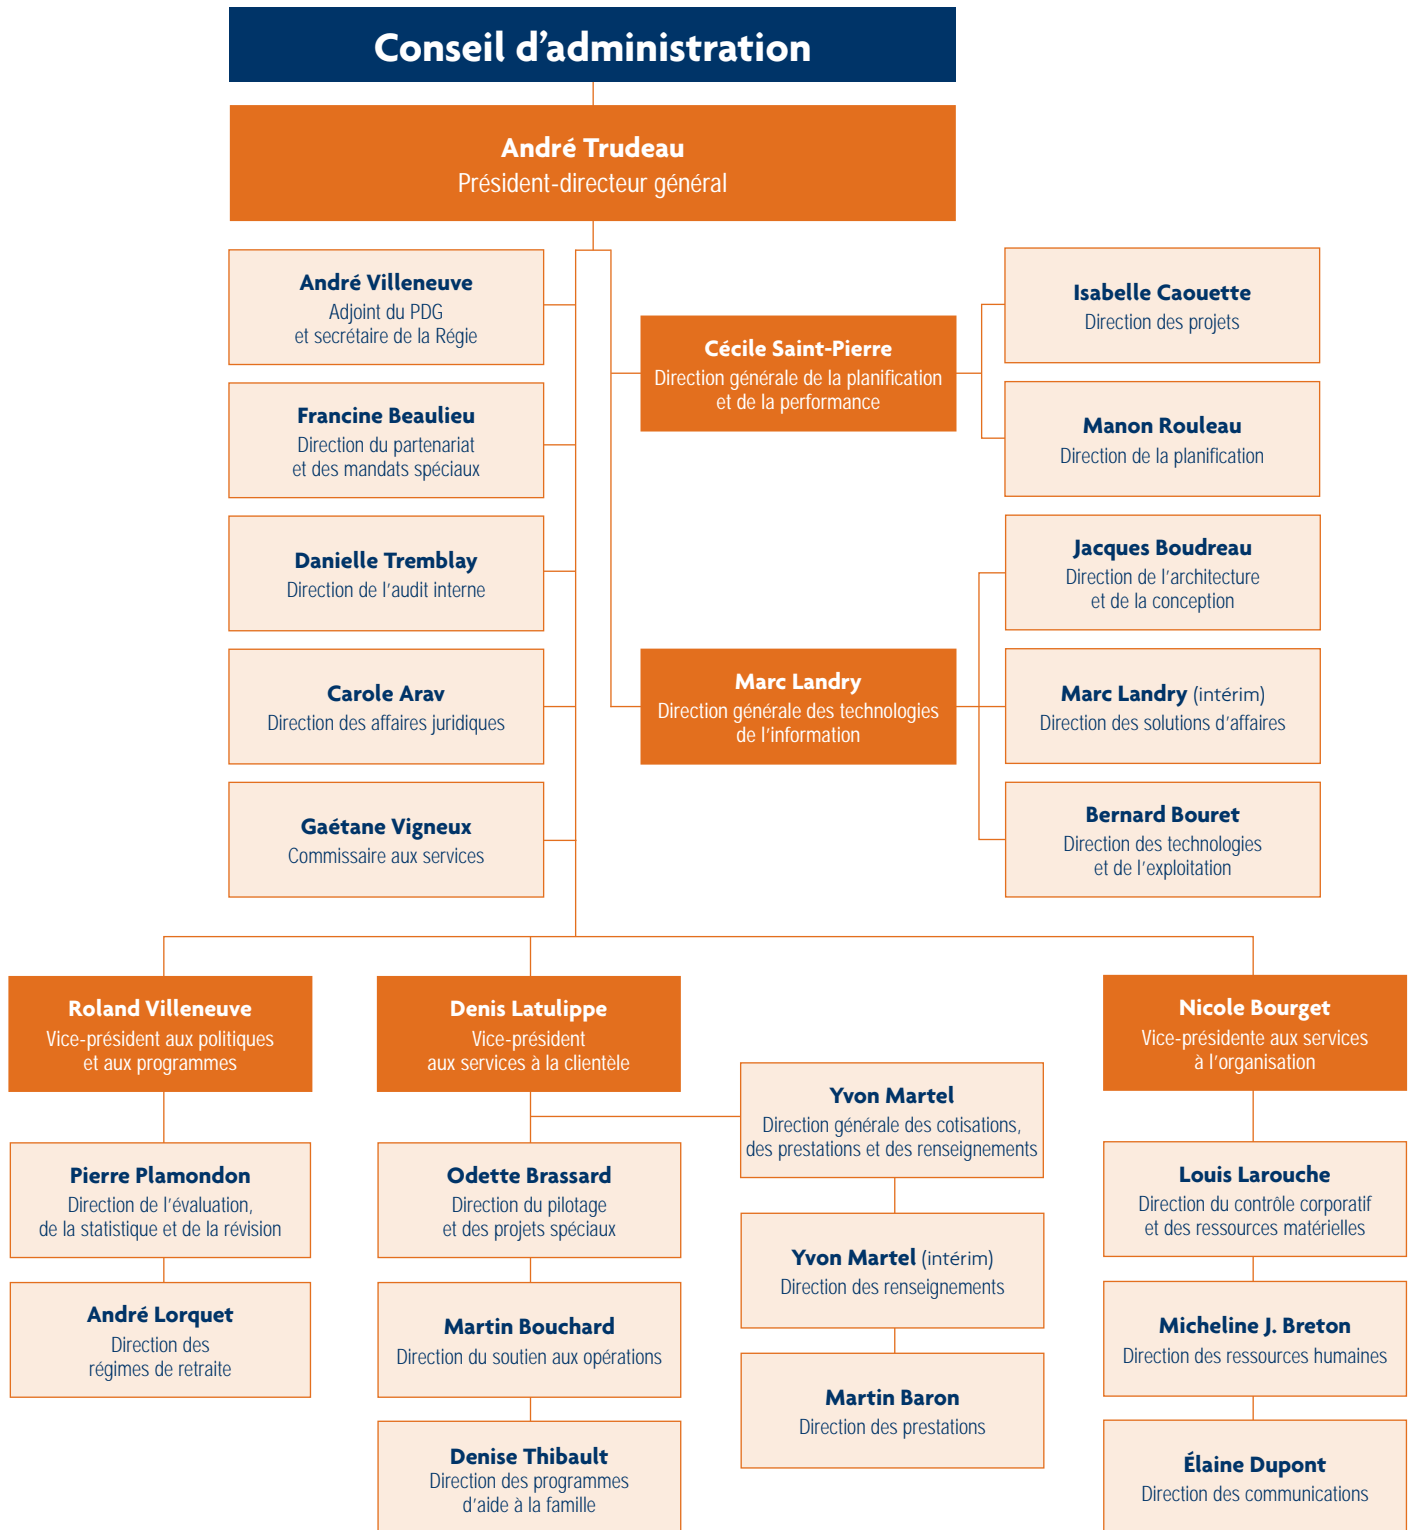 Conseil d’administration
André Trudeau
Président-directeur général
André Villeneuve
Adjoint du PDG
et secrétaire de la Régie
Francine Beaulieu
Direction du partenariat
et des mandats spéciaux
Danielle Tremblay
Direction de l’audit interne
Carole Arav
Direction des affaires juridiques
Gaétane Vigneux
Commissaire aux services
Cécile Saint-Pierre
Direction générale de la planification
et de la performance
Isabelle Caouette
Direction des projets
Manon Rouleau
Direction de la planification
Marc Landry
Direction générale des technologies
de l’information
Jacques Boudreau
Direction de l’architecture
et de la conception
Marc Landry (intérim)
Direction des solutions d’affaires
Bernard Bouret
Direction des technologies
et de l’exploitation
Roland Villeneuve
Vice-président aux politiques
et aux programmes
Pierre Plamondon
Direction de l’évaluation,
de la statistique et de la révision
André Lorquet
Direction des
régimes de retraite
Denis Latulippe
Vice-président
aux services à la clientèle
Odette Brassard
Direction du pilotage
et des projets spéciaux
Martin Bouchard
Direction du soutien aux opérations
Denise Thibault
Direction des programmes
d’aide à la famille
Yvon Martel
Direction générale des cotisations,
des prestations et des renseignements
Yvon Martel (intérim)
Direction des renseignements
Martin Baron
Direction des prestations
Nicole Bourget
Vice-présidente aux services
à l’organisation
Louis Larouche
Direction du contrôle corporatif
et des ressources matérielles
Micheline J. Breton
Direction des ressources humaines
Élaine Dupont
Direction des communications